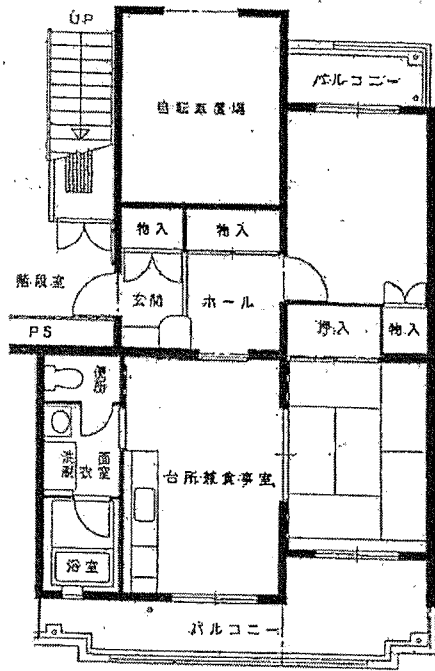 UP
バルコニー
自転車置場
物入
物入
階段室
玄関
ホール
押入
物入
PS
便所
洗面
脱衣室
台所兼食事室
浴室
バルコニー